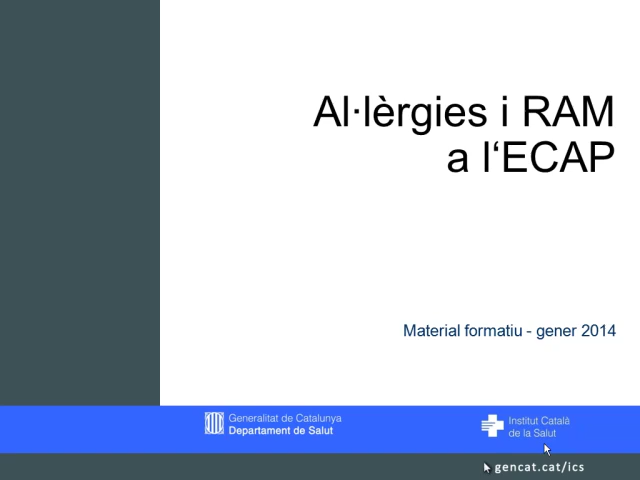 Al·lèrgies i RAM
a l‘ECAP
Material formatiu - gener 2014
Generalitat de Catalunya
Departament de Salut
Institut Català
de la Salut
gencat.cat/ics